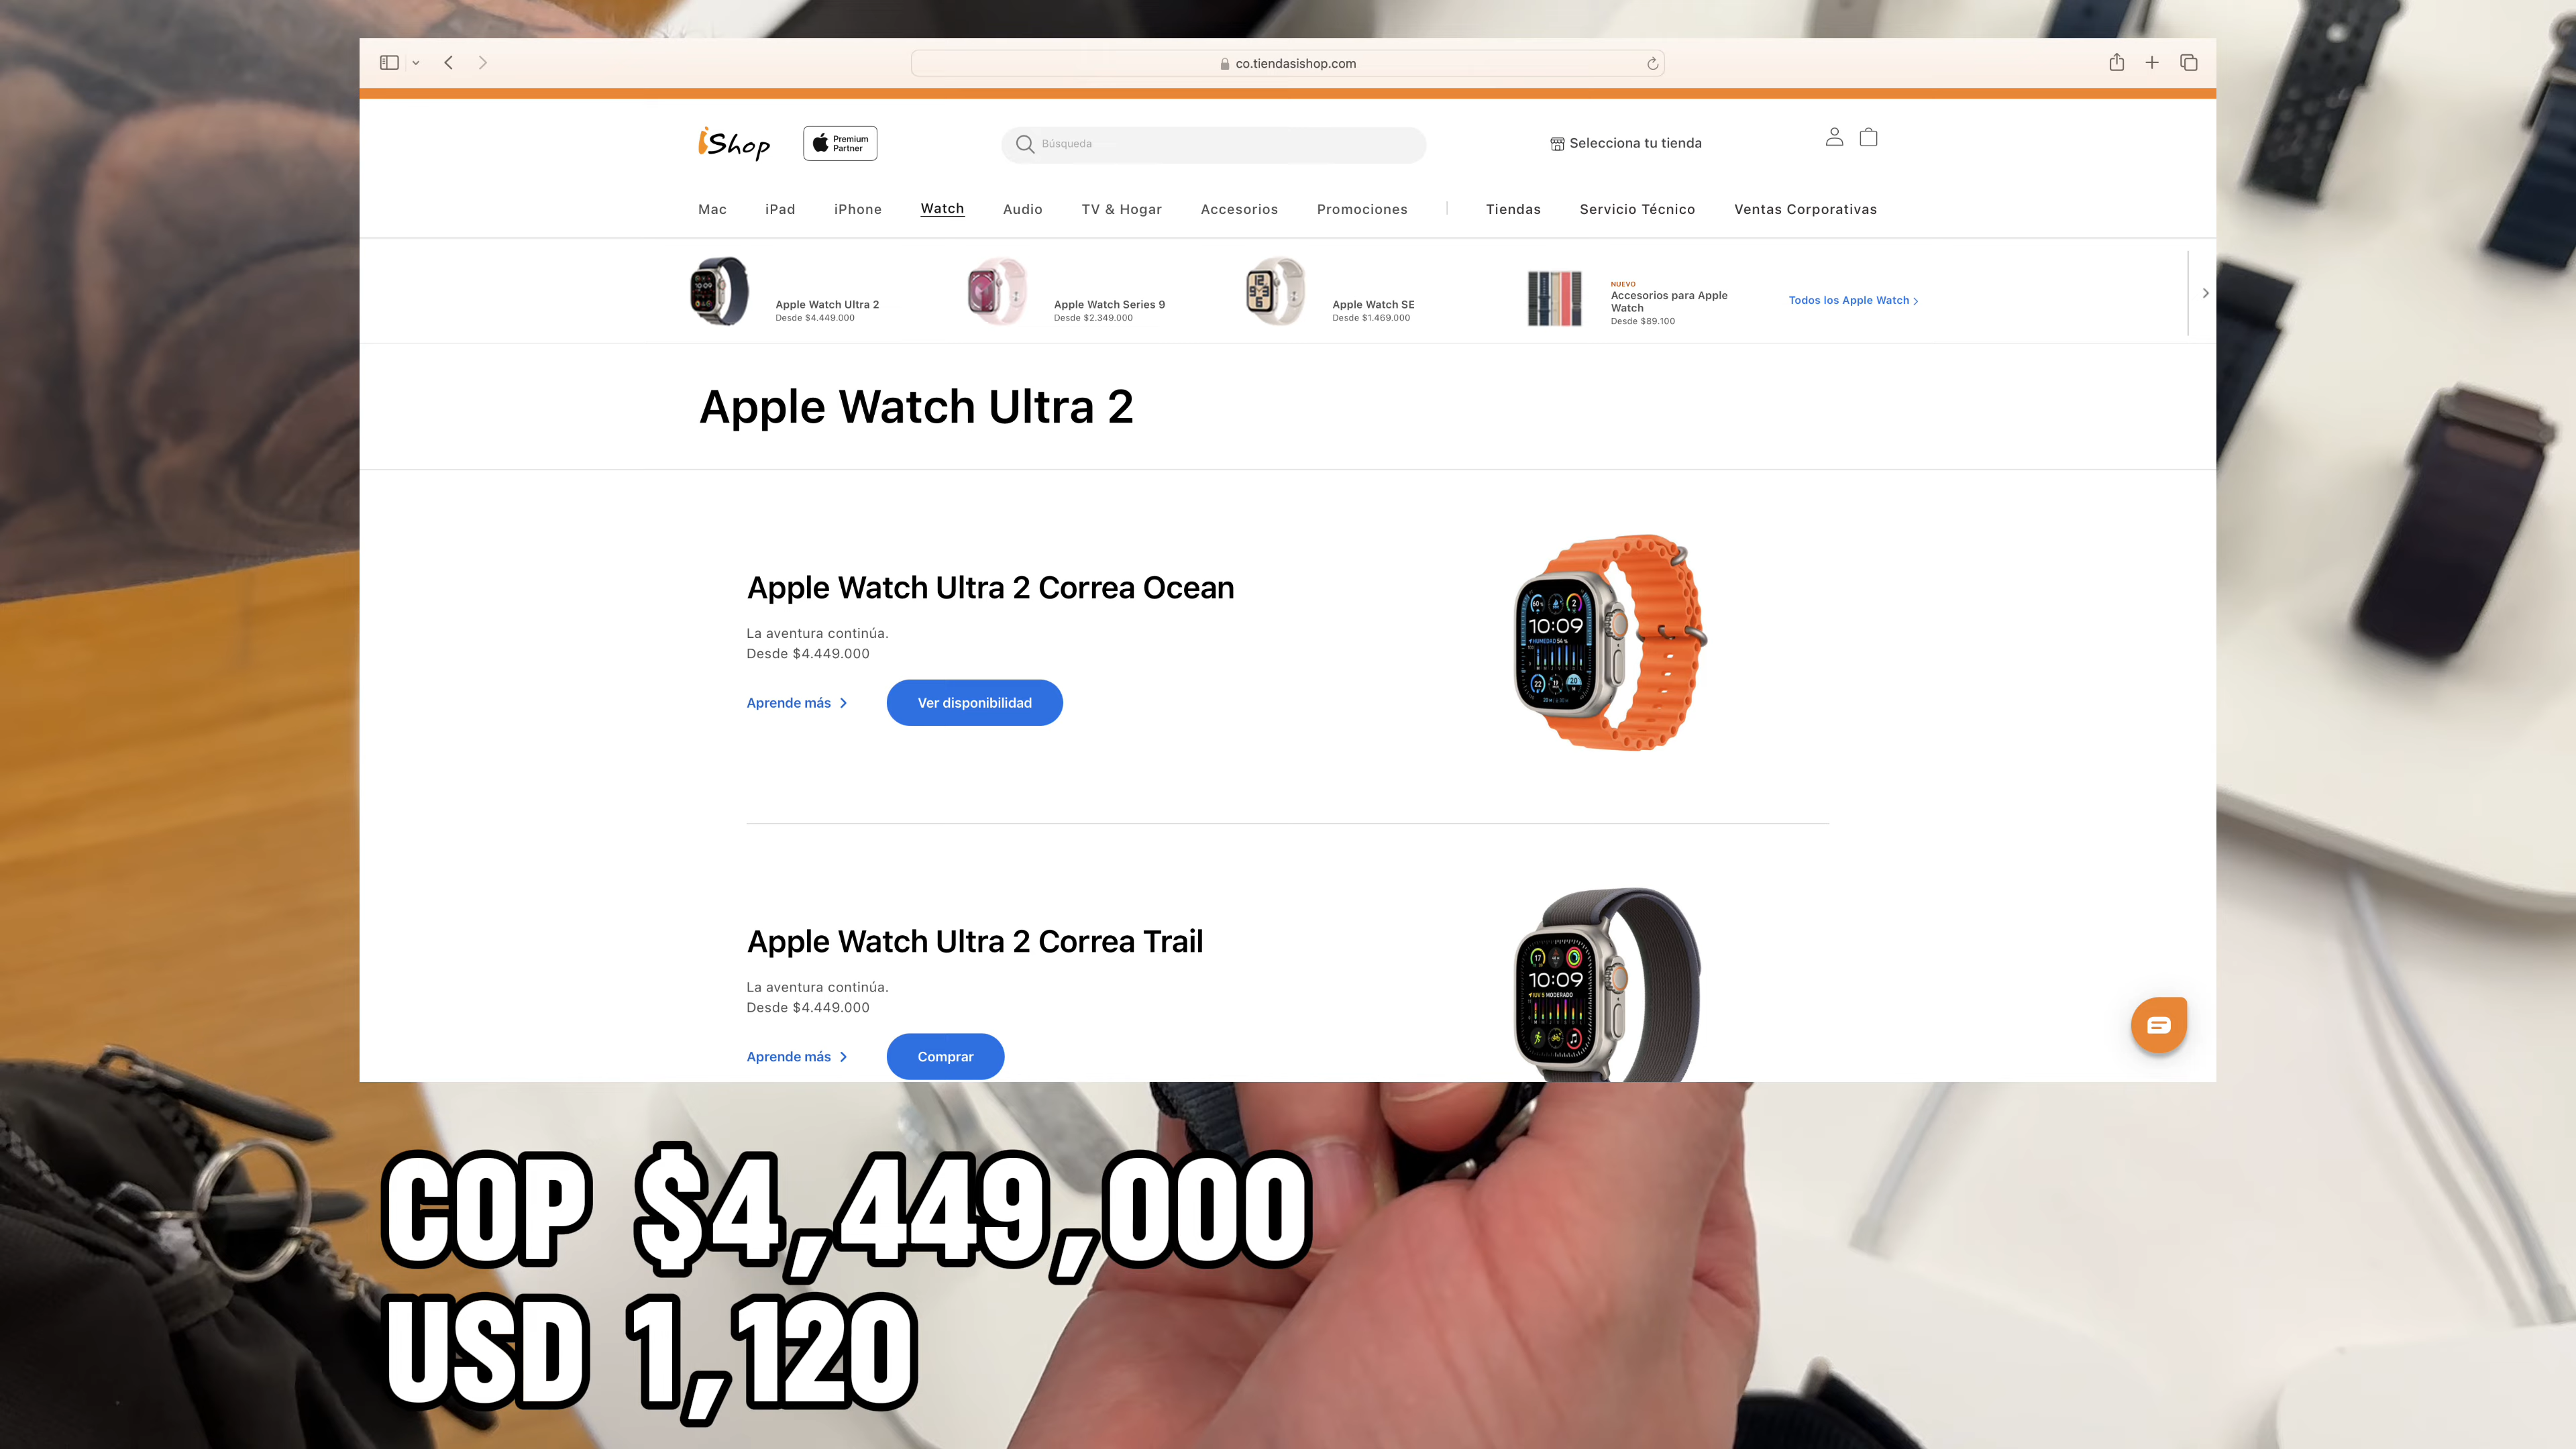 co.tiendasishop.com
iShop
Premium
Partner
Búsqueda
Selecciona tu tienda
Mac iPad iPhone Watch Audio TV & Hogar Accesorios Promociones Tiendas Servicio Técnico Ventas Corporativas
Apple Watch Ultra 2
Desde $4.449.000
Apple Watch Series 9
Desde $2.349.000
Apple Watch SE
Desde $1.469.000
NUEVO
Accesorios para Apple
Watch
Desde $89.100
Todos los Apple Watch
Apple Watch Ultra 2
Apple Watch Ultra 2 Correa Ocean
La aventura continúa.
Desde $4.449.000
Aprende más
Ver disponibilidad
10:09
Apple Watch Ultra 2 Correa Trail
La aventura continúa.
Desde $4.449.000
Aprende más
Comprar
10:09
COP $4,449,000
USD 1,120